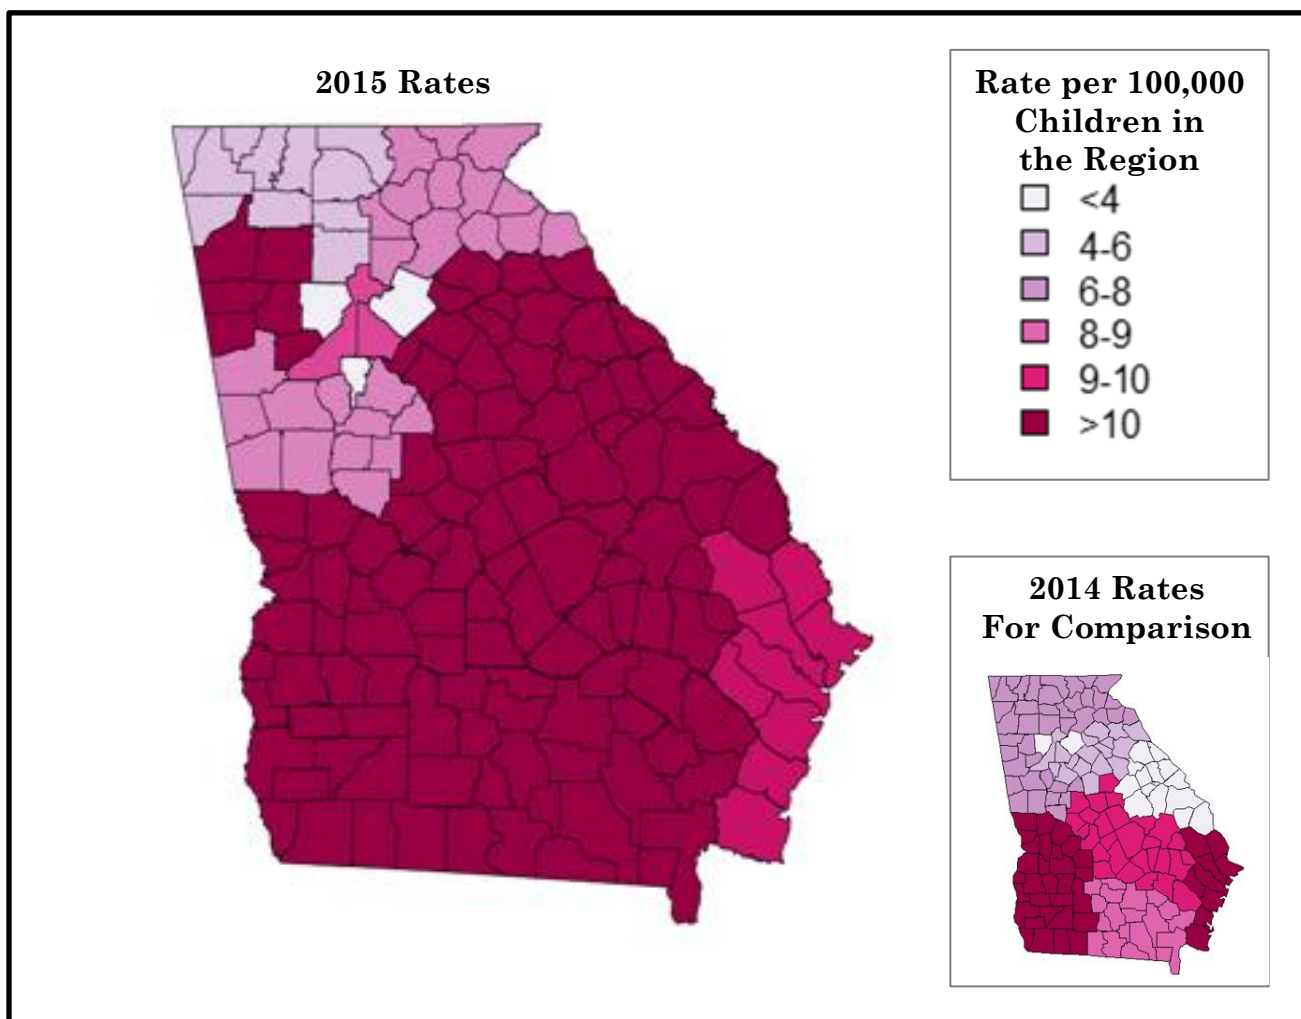 2015 Rates
Rate per 100,000
Children in
the Region
<4
4-6
6-8
8-9
9-10
>10
2014 Rates
For Comparison